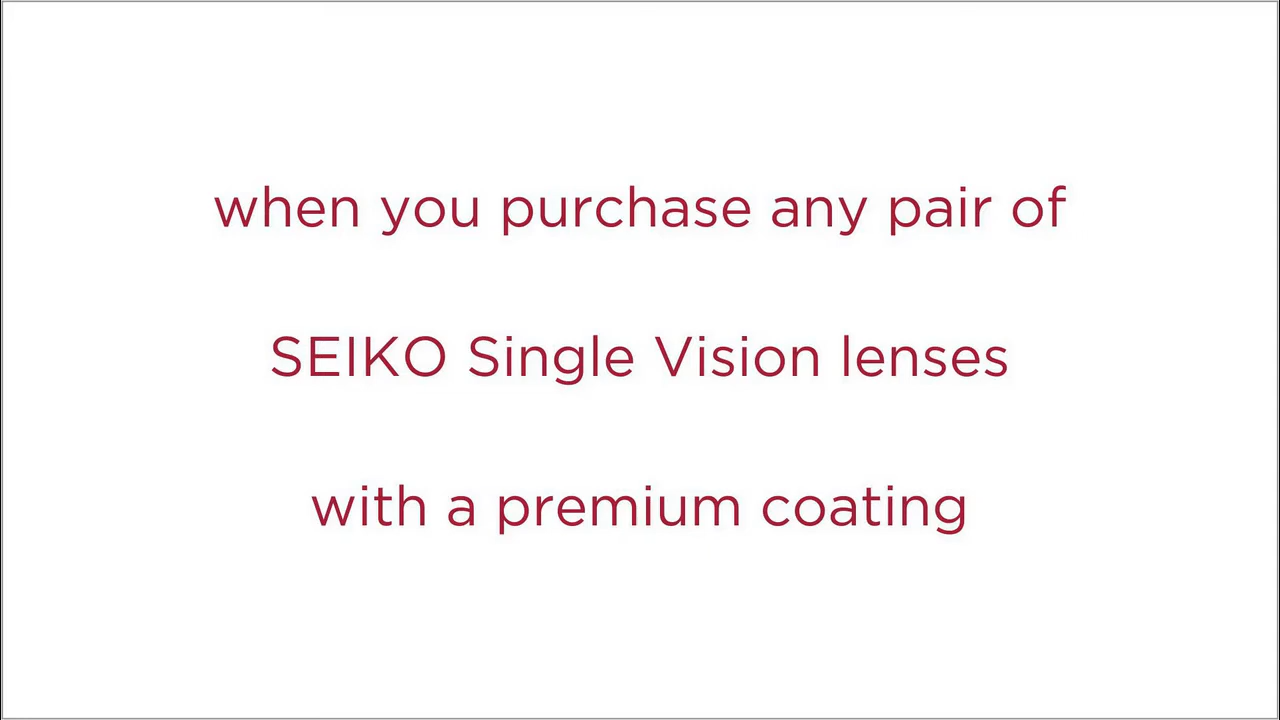 when you purchase any pair of
SEIKO Single Vision lenses
with a premium coating